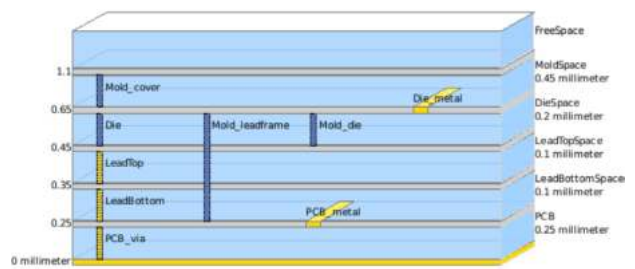 FreeSpace
1.1
MoldSpace
0.45 millimeter
Mold_cover
Die_metal
0.65
DieSpace
0.2 millimeter
Die
Mold_leadframe
Mold_die
0.45
LeadTopSpace
0.1 millimeter
LeadTop
0.35
LeadBottomSpace
0.1 millimeter
LeadBottom
PCB_metal
0.25
PCB
0.25 millimeter
PCB_via
0 millimeter